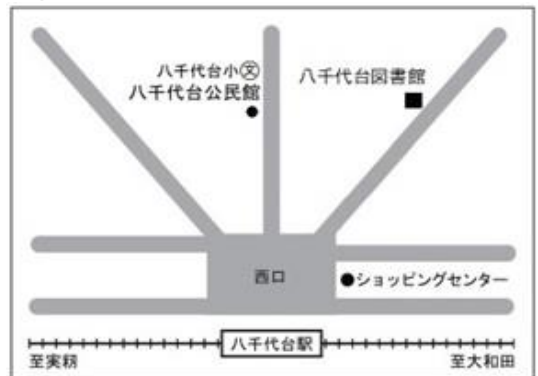 八千代台小㊛
八千代台公民館
八千代台図書館
西口
●ショッピングセンター
八千代台駅
至実籾
至大和田